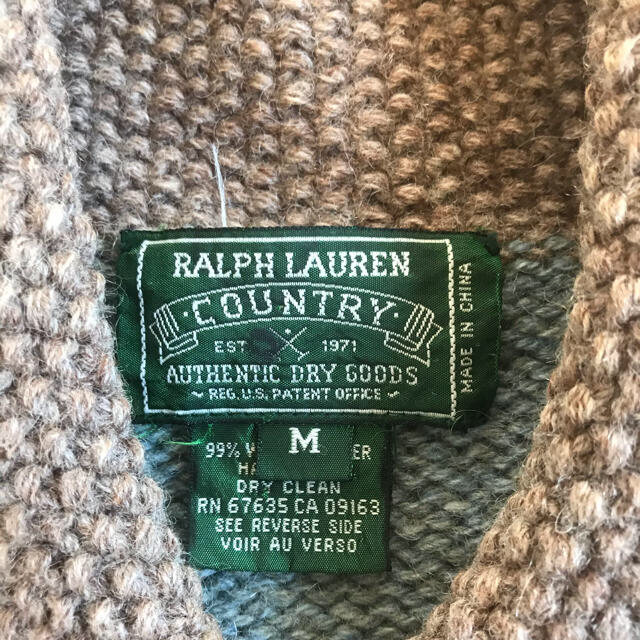 RALPH LAUREN
·COUNTRY·
EST 1971
AUTHENTIC DRY GOODS
~ REG. U.S. PATENT OFFICE ~
MADE IN CHINA
M
99%
DRY CLEAN
RN 67635 CA 09163
SEE REVERSE SIDE
VOIR AU VERSO